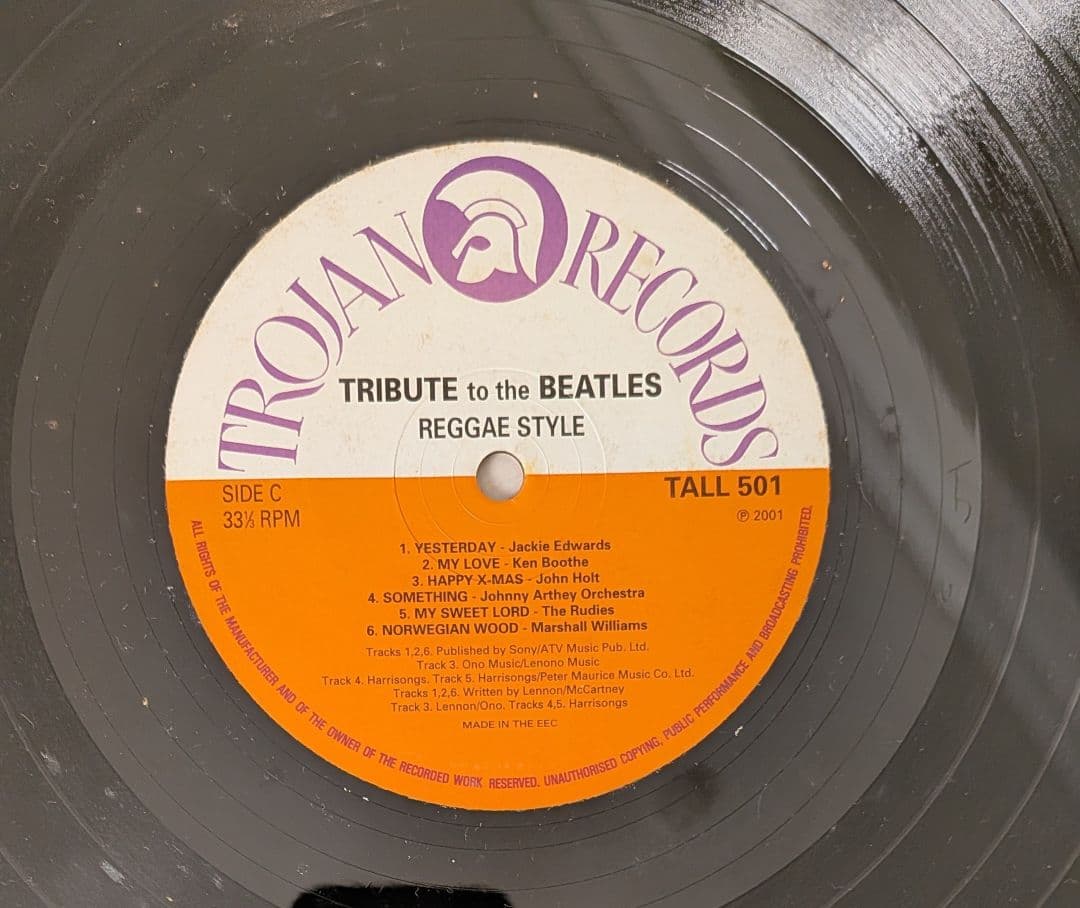 TROJAN RECORDS
TRIBUTE to the BEATLES
REGGAE STYLE
SIDE C
33⅓ RPM
TALL 501
℗ 2001
1. YESTERDAY - Jackie Edwards
2. MY LOVE - Ken Boothe
3. HAPPY X-MAS - John Holt
4. SOMETHING - Johnny Arthey Orchestra
5. MY SWEET LORD - The Rudies
6. NORWEGIAN WOOD - Marshall Williams
Tracks 1,2,6. Published by Sony/ATV Music Pub. Ltd.
Track 3. Ono Music/Lenono Music
Track 4. Harrisongs. Track 5. Harrisongs/Peter Maurice Music Co. Ltd.
Tracks 1,2,6. Written by Lennon/McCartney
Track 3. Lennon/Ono. Tracks 4,5. Harrisongs
MADE IN THE EEC
ALL RIGHTS OF THE MANUFACTURER AND OF THE OWNER OF THE RECORDED WORK RESERVED. UNAUTHORISED COPYING, PUBLIC PERFORMANCE AND BROADCASTING PROHIBITED.